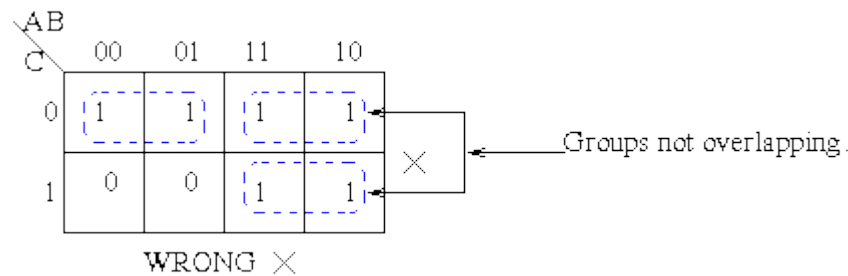 AB
C
00 01 11 10
0 1 1 1 1
Groups not overlapping.
1 0 0 1 1
WRONG ×